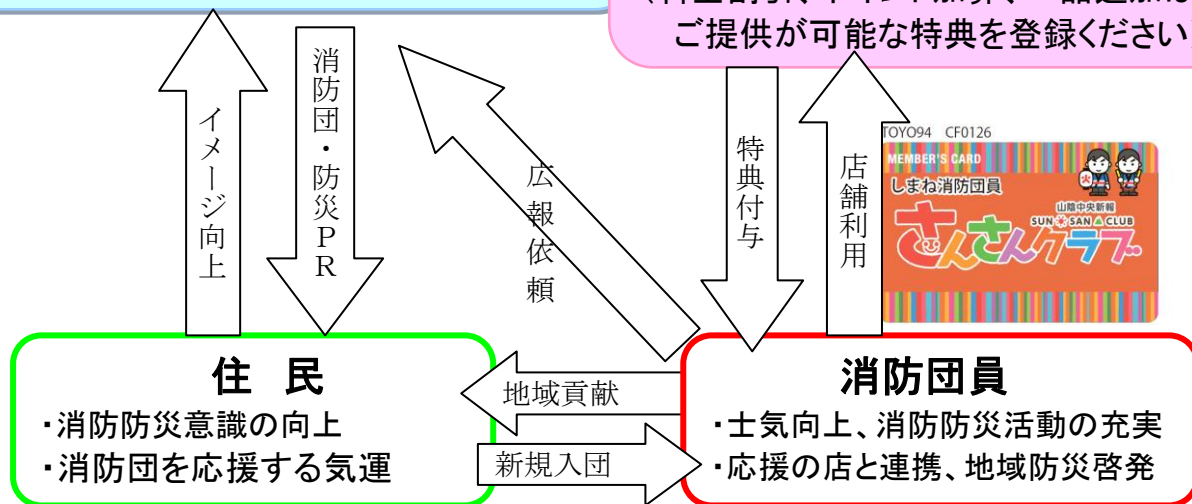 ご提供が可能な特典を登録ください
イメージ向上
消防団・防災PR
広報依頼
特典付与
店舗利用
TOYO94 CF0126
MEMBER'S CARD
しまね消防団員
山陰中央新報
SUN SAN CLUB
さんさんクラブ
住 民
・消防防災意識の向上
・消防団を応援する気運
地域貢献
新規入団
消防団員
・士気向上、消防防災活動の充実
・応援の店と連携、地域防災啓発